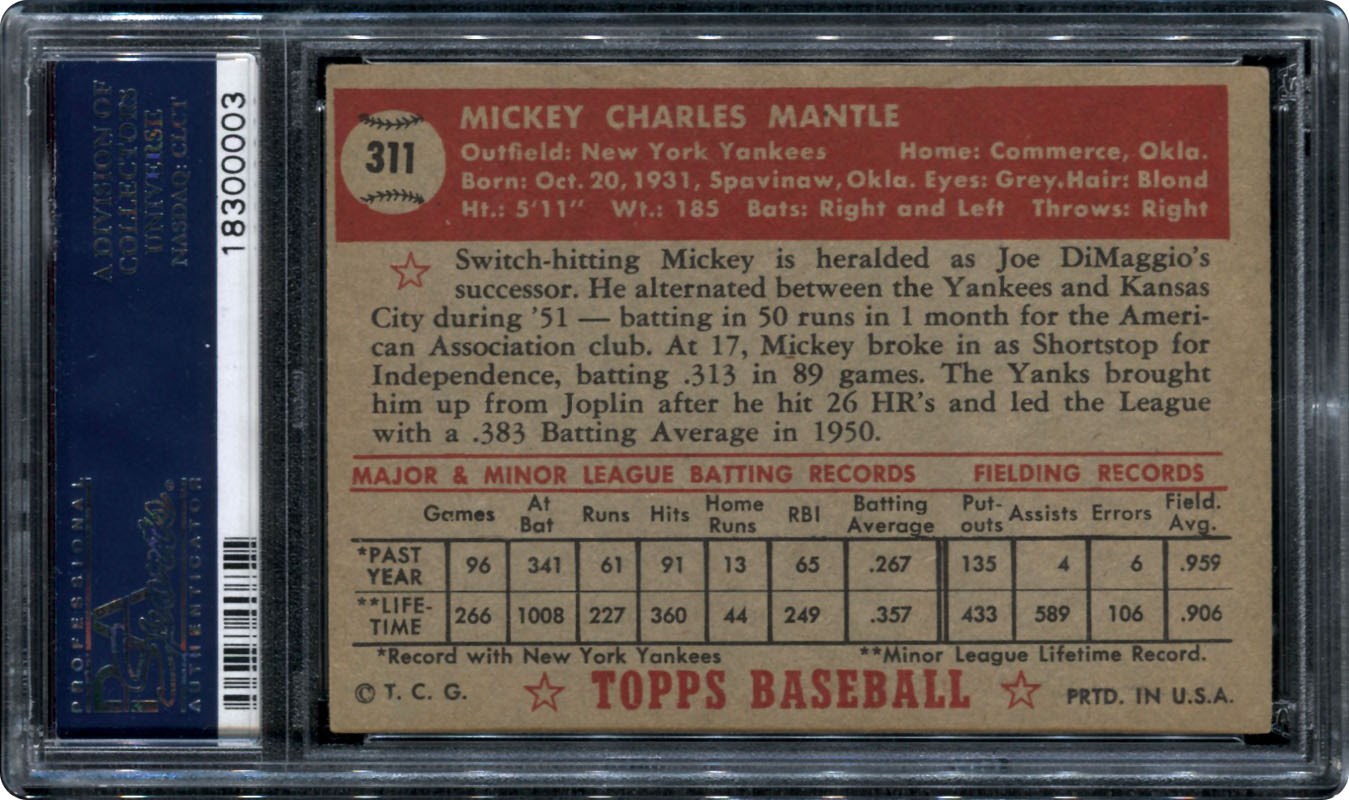 A DIVISION OF
COLLECTORS
UNIVERSE
NASDAQ: CLCT
PROFESSIONAL
PSA
Sports
AUTHENTICATOR
18300003
311
MICKEY CHARLES MANTLE
Outfield: New York Yankees Home: Commerce, Okla.
Born: Oct. 20, 1931, Spavinaw, Okla. Eyes: Grey. Hair: Blond
Ht.: 5'11" Wt.: 185 Bats: Right and Left Throws: Right
Switch-hitting Mickey is heralded as Joe DiMaggio's
successor. He alternated between the Yankees and Kansas
City during '51 — batting in 50 runs in 1 month for the Ameri-
can Association club. At 17, Mickey broke in as Shortstop for
Independence, batting .313 in 89 games. The Yanks brought
him up from Joplin after he hit 26 HR's and led the League
with a .383 Batting Average in 1950.
MAJOR & MINOR LEAGUE BATTING RECORDS FIELDING RECORDS
Games At Bat Runs Hits Home Runs RBI Batting Average Put-outs Assists Errors Field. Avg.
*PAST YEAR 96 341 61 91 13 65 .267 135 4 6 .959
**LIFE-TIME 266 1008 227 360 44 249 .357 433 589 106 .906
*Record with New York Yankees **Minor League Lifetime Record.
© T. C. G. TOPPS BASEBALL PRTD. IN U.S.A.